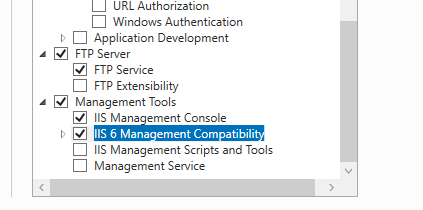 URL Authorization
Windows Authentication
Application Development
FTP Server
FTP Service
FTP Extensibility
Management Tools
IIS Management Console
IIS 6 Management Compatibility
IIS Management Scripts and Tools
Management Service